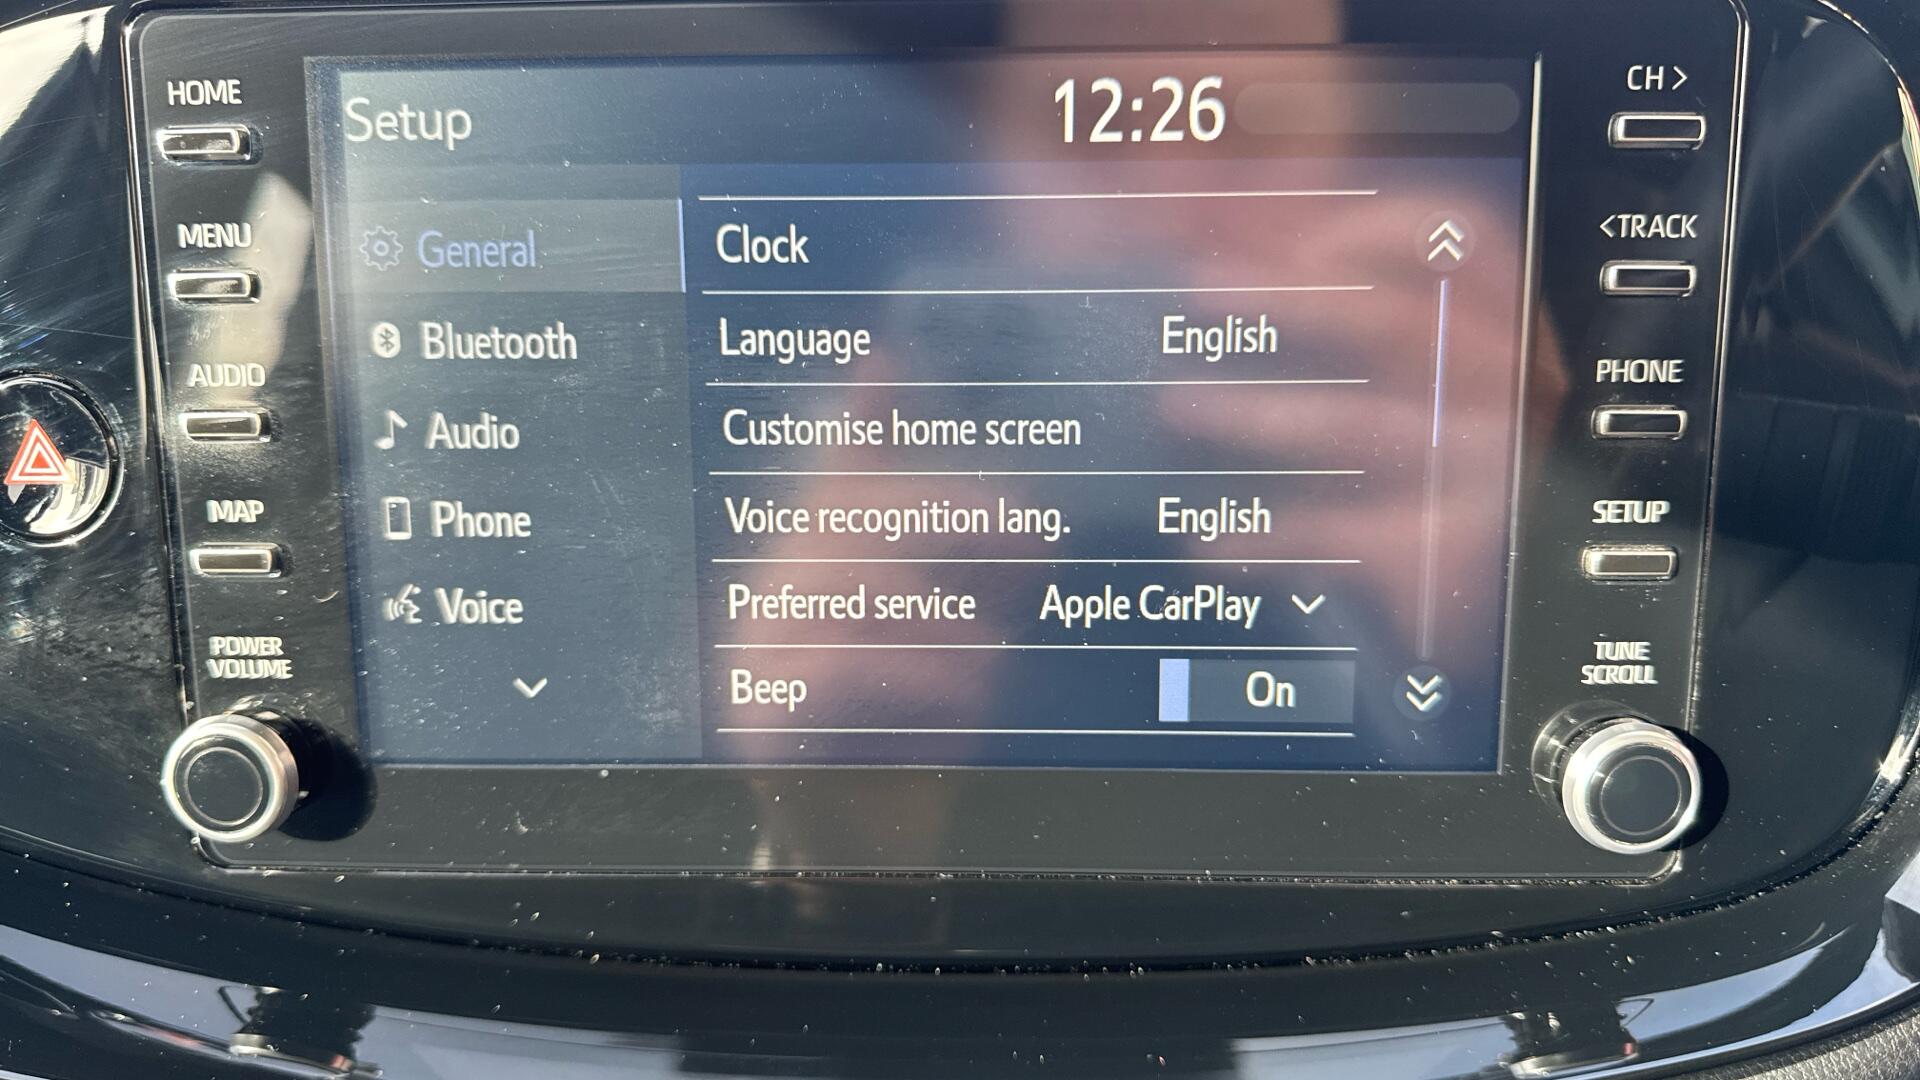 HOME
MENU
AUDIO
MAP
POWER
VOLUME
Setup
12:26
General
Bluetooth
Audio
Phone
Voice
Clock
Language English
Customise home screen
Voice recognition lang. English
Preferred service Apple CarPlay
Beep On
CH >
<TRACK
PHONE
SETUP
TUNE
SCROLL